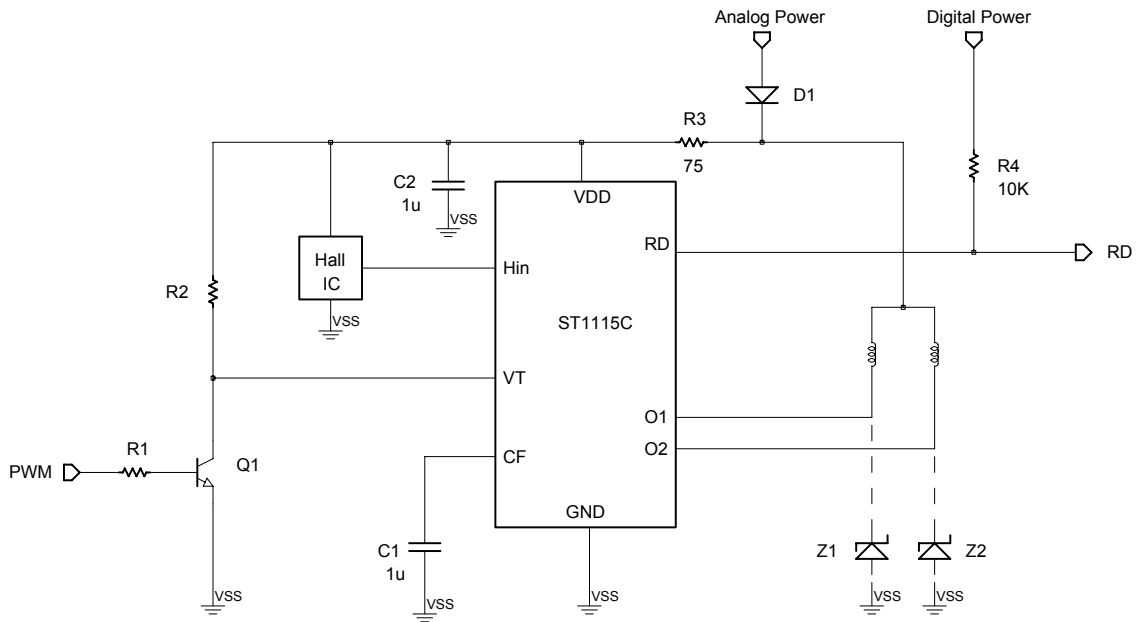 Analog Power
Digital Power
D1
R3
75
R4
10K
C2
1u
VSS
VDD
RD
RD
Hall
IC
Hin
VSS
R2
ST1115C
VT
O1
O2
R1
PWM
Q1
CF
GND
C1
1u
Z1
Z2
VSS
VSS
VSS
VSS
VSS